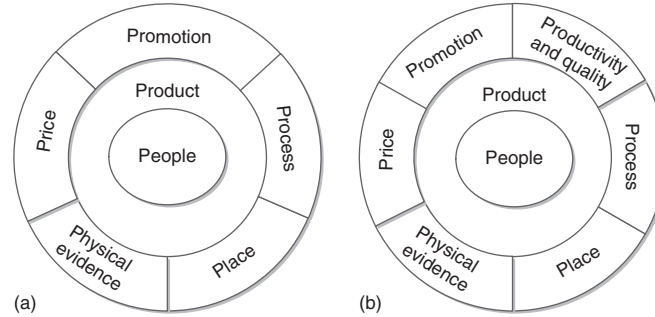 Promotion
Product
People
Price
Process
Physical
evidence
Place
(a)
Promotion
Productivity
and quality
Product
People
Price
Process
Physical
evidence
Place
(b)